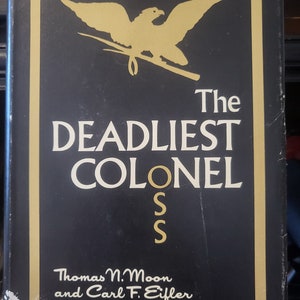 The
DEADLIEST
COLONEL
OSS
Thomas N. Moon
and Carl F. Eifler